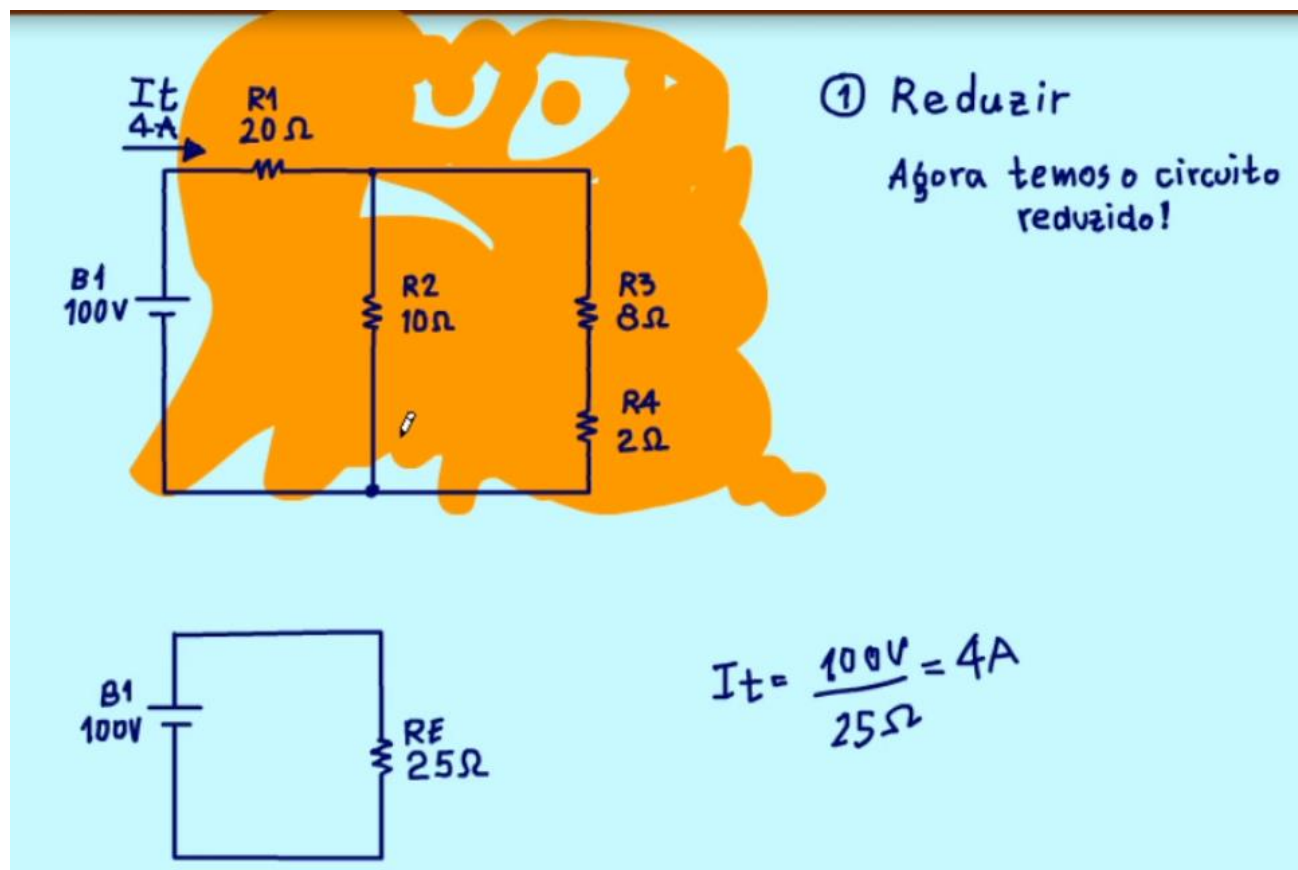 It
4A
R1
20Ω
B1
100V
R2
10Ω
R3
8Ω
R4
2Ω
① Reduzir
Agora temos o circuito
reduzido!
B1
100V
RE
25Ω
It= 100V = 4A
25Ω